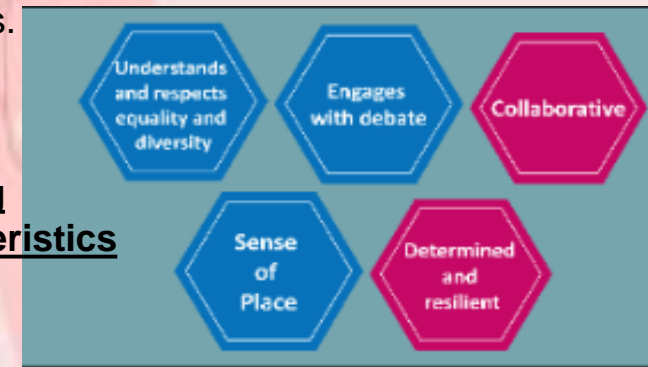 s.
Understands
and respects
equality and
diversity
Engages
with debate
Collaborative
eristics
Sense
of
Place
Determined
and
resilient